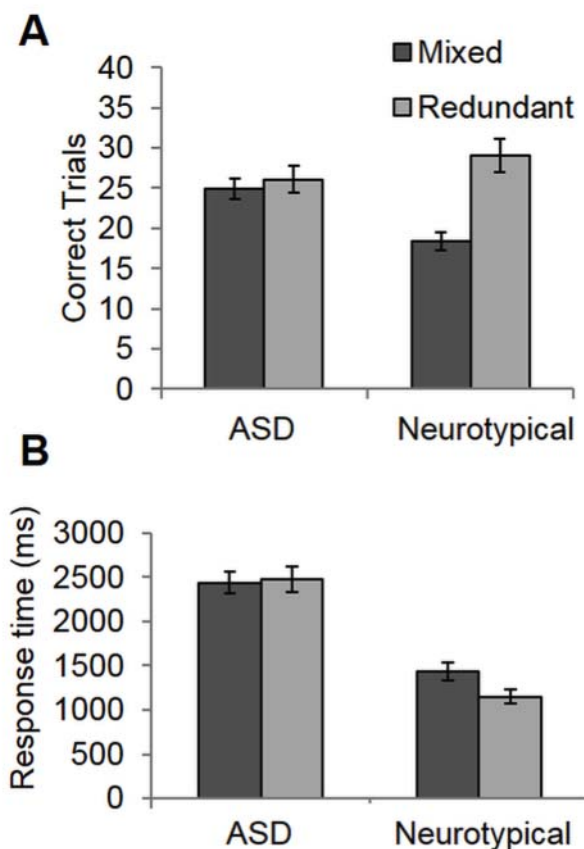 A
Mixed
Redundant
Correct Trials
40
35
30
25
20
15
10
5
0
ASD Neurotypical
B
Response time (ms)
3000
2500
2000
1500
1000
500
0
ASD Neurotypical